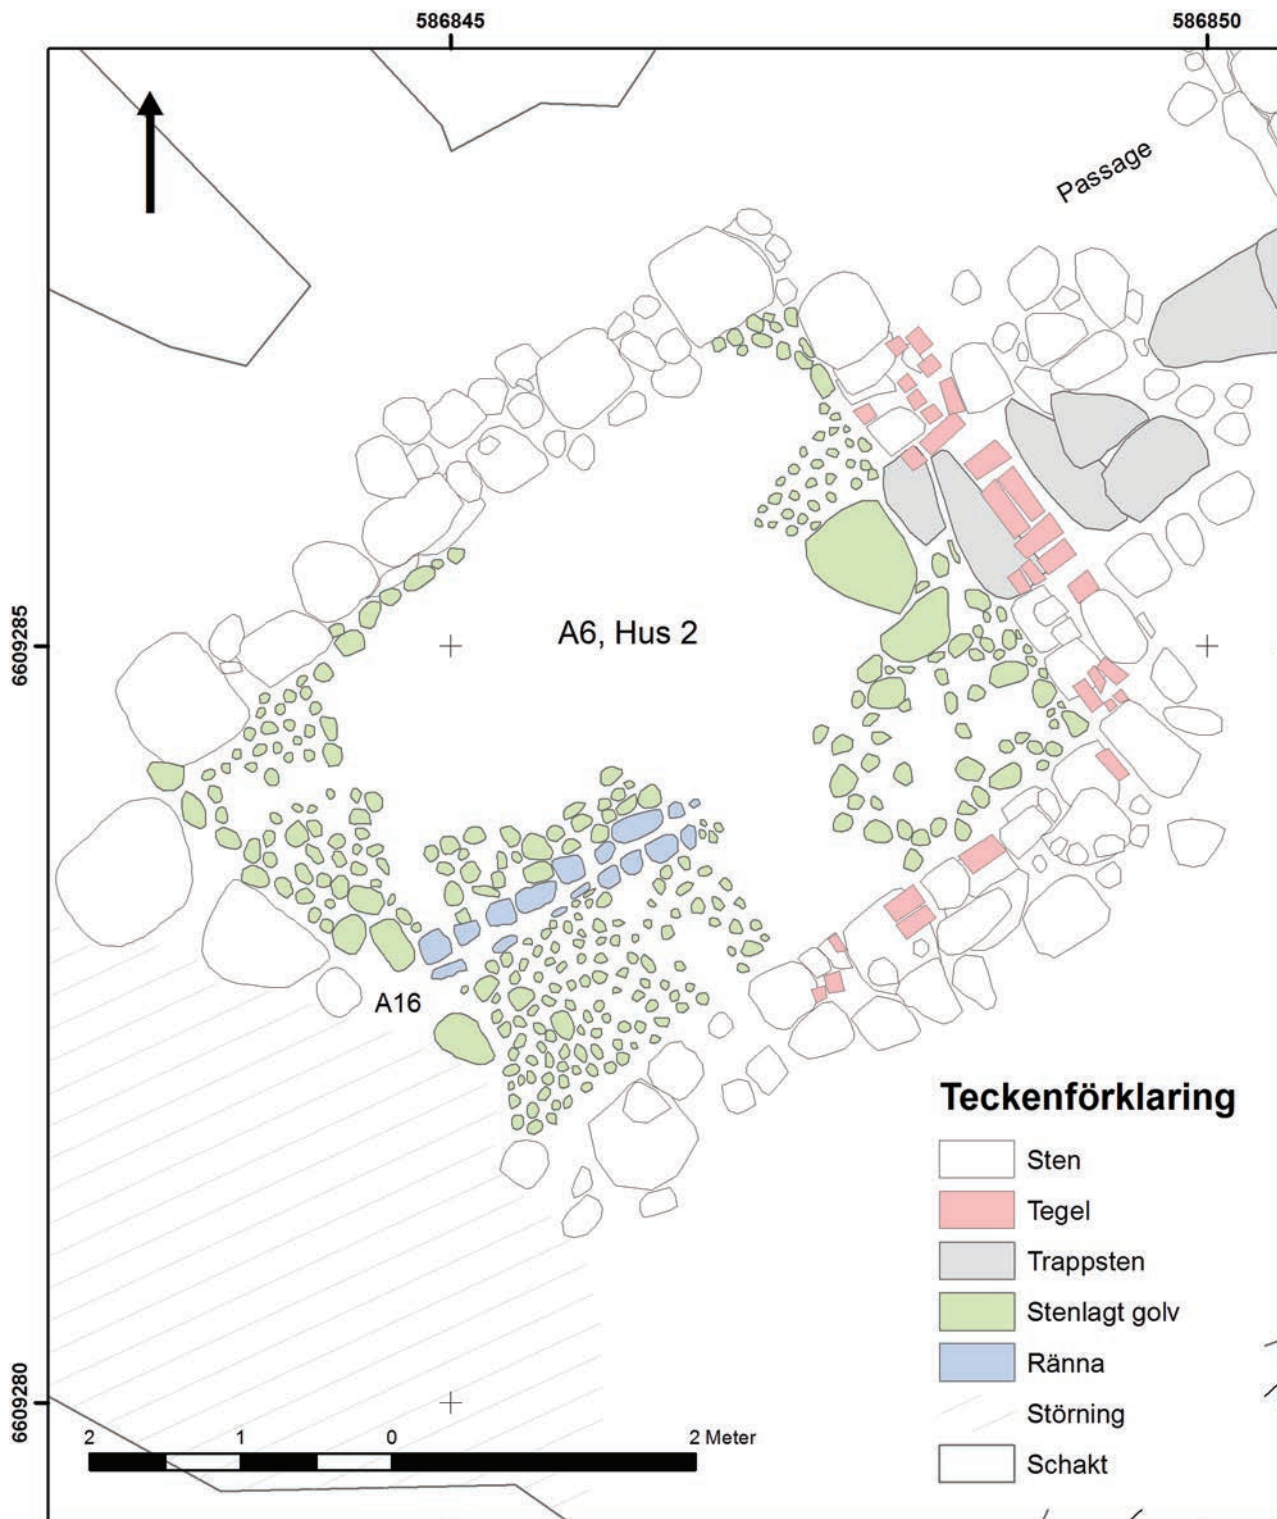 586845
586850
Passage
6609285
A6, Hus 2
A16
Teckenförklaring
Sten
Tegel
Trappsten
Stenlagt golv
Ränna
Störning
Schakt
6609280
2 1 0 2 Meter